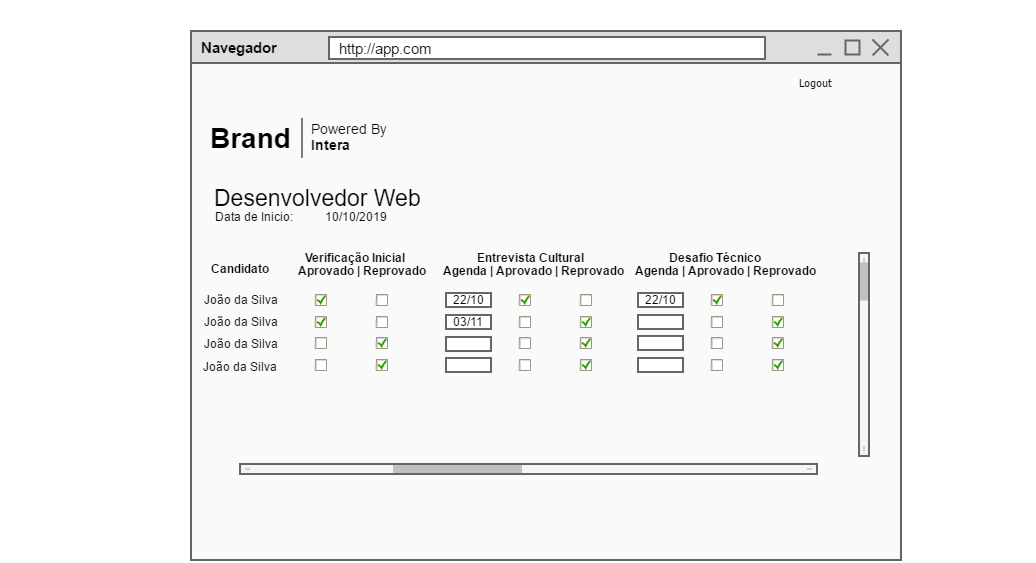 Navegador
http://app.com
Logout
Brand
Powered By
Intera
Desenvolvedor Web
Data de Inicio: 10/10/2019
Verificação Inicial Entrevista Cultural Desafio Técnico
Candidato Aprovado | Reprovado Agenda | Aprovado | Reprovado Agenda | Aprovado | Reprovado
João da Silva 22/10 22/10
João da Silva 03/11
João da Silva
João da Silva